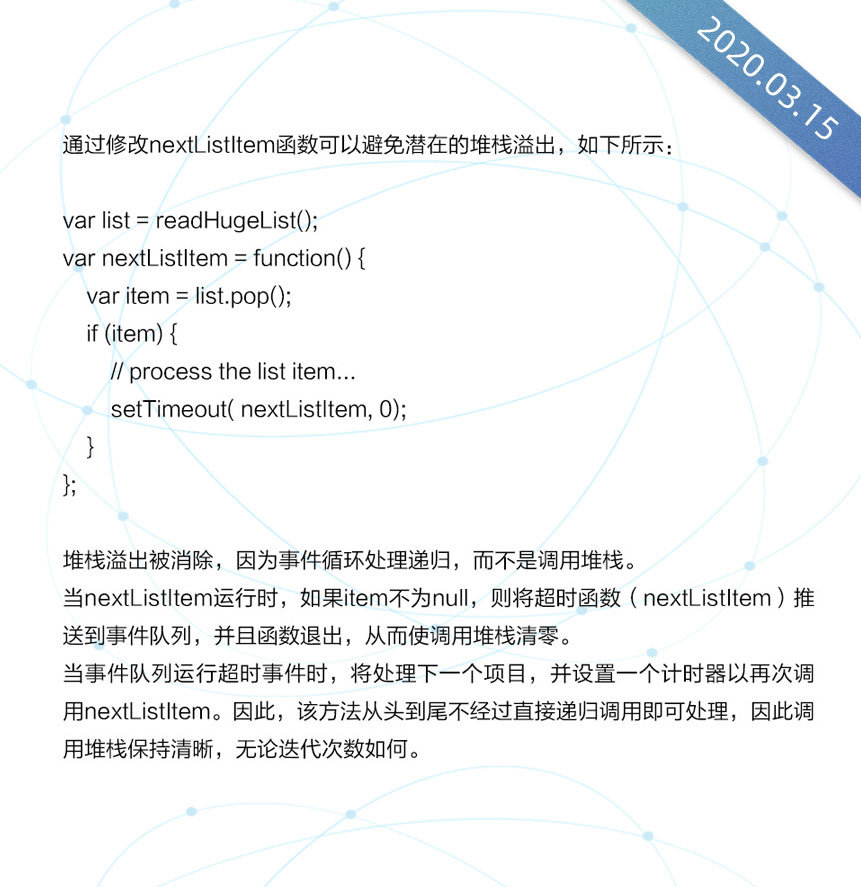 2020.03.15
通过修改nextListItem函数可以避免潜在的堆栈溢出，如下所示：
var list = readHugeList();
var nextListItem = function() {
var item = list.pop();
if (item) {
// process the list item...
setTimeout( nextListItem, 0);
}
};
堆栈溢出被消除，因为事件循环处理递归，而不是调用堆栈。
当nextListItem运行时，如果item不为null，则将超时函数（nextListItem）推
送到事件队列，并且函数退出，从而使调用堆栈清零。
当事件队列运行超时事件时，将处理下一个项目，并设置一个计时器以再次调
用nextListItem。因此，该方法从头到尾不经过直接递归调用即可处理，因此调
用堆栈保持清晰，无论迭代次数如何。